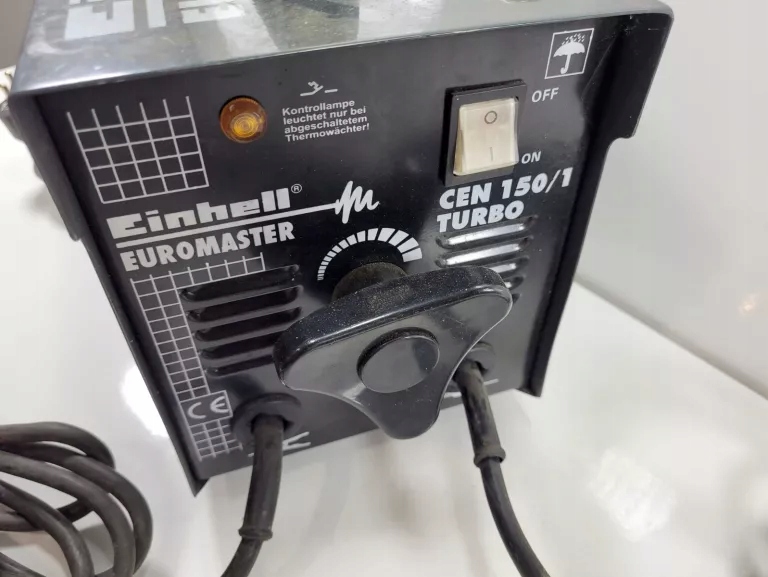 Kontrollampe
leuchtet nur bei
abgeschaltetem
Thermowächter!
OFF
ON
Einhell®
EUROMASTER
CEN 150/1
TURBO
CE